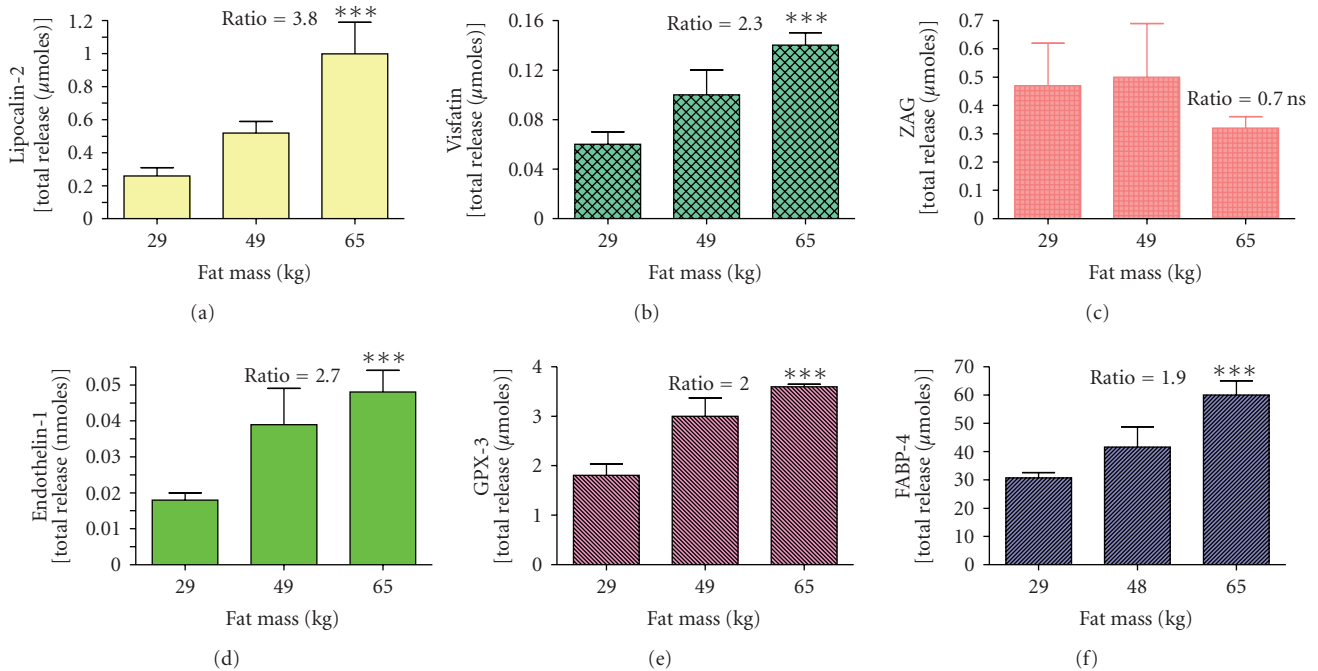 Lipocalin-2
[total release (μmoles)]
1.2
1
0.8
0.6
0.4
0.2
0
Ratio = 3.8
***
29 49 65
Fat mass (kg)
(a)
Visfatin
[total release (μmoles)]
0.16
0.12
0.08
0.04
0
Ratio = 2.3
***
29 49 65
Fat mass (kg)
(b)
ZAG
[total release (μmoles)]
0.7
0.6
0.5
0.4
0.3
0.2
0.1
0
Ratio = 0.7 ns
29 49 65
Fat mass (kg)
(c)
Endothelin-1
[total release (nmoles)]
0.05
0.04
0.03
0.02
0.01
0
Ratio = 2.7
***
29 49 65
Fat mass (kg)
(d)
GPX-3
[total release (μmoles)]
4
3
2
1
0
Ratio = 2
***
29 49 65
Fat mass (kg)
(e)
FABP-4
[total release (μmoles)]
70
60
50
40
30
20
10
0
Ratio = 1.9
***
29 48 65
Fat mass (kg)
(f)